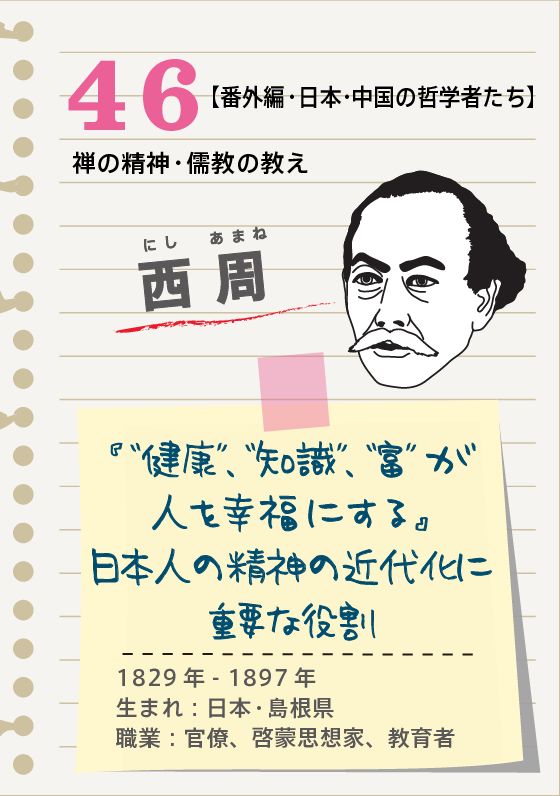 46【番外編・日本・中国の哲学者たち】
禅の精神・儒教の教え
にし あまね
西 周
『"健康"、"知識"、"富"が
人を幸福にする』
日本人の精神の近代化に
重要な役割
1829年-1897年
生まれ：日本・島根県
職業：官僚、啓蒙思想家、教育者